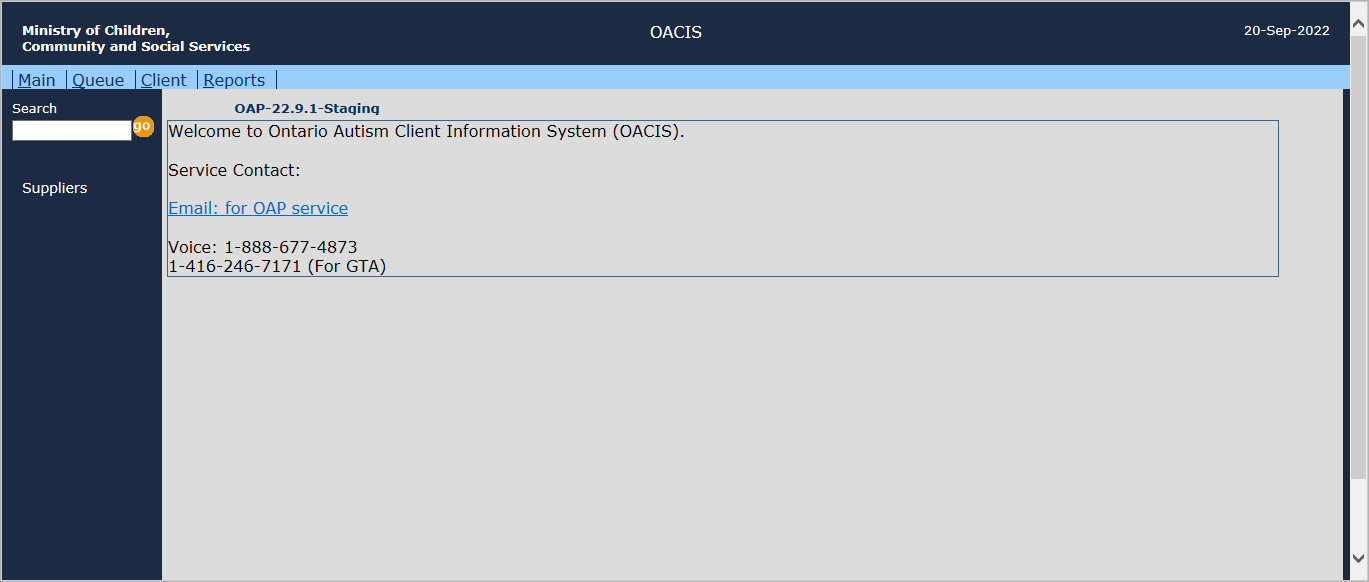 Ministry of Children,
Community and Social Services
OACIS
20-Sep-2022
Main Queue Client Reports
Search
go
Suppliers
OAP-22.9.1-Staging
Welcome to Ontario Autism Client Information System (OACIS).
Service Contact:
Email: for OAP service
Voice: 1-888-677-4873
1-416-246-7171 (For GTA)